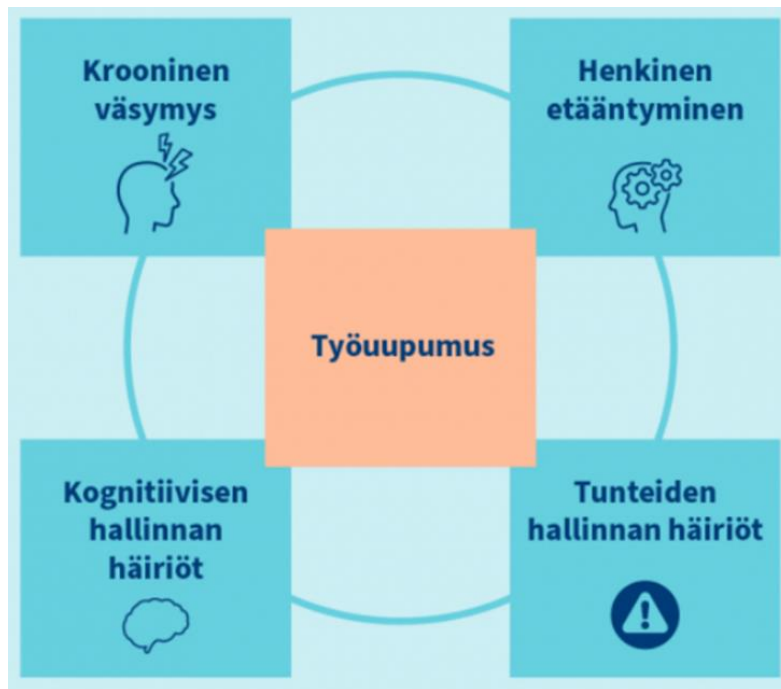 Krooninen
väsymys
Henkinen
etääntyminen
Työuupumus
Kognitiivisen
hallinnan
häiriöt
Tunteiden
hallinnan häiriöt